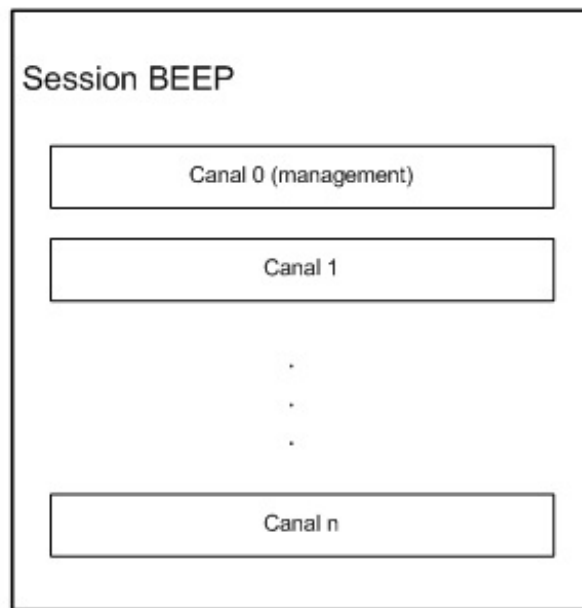 Session BEEP
Canal 0 (management)
Canal 1
.
.
.
Canal n